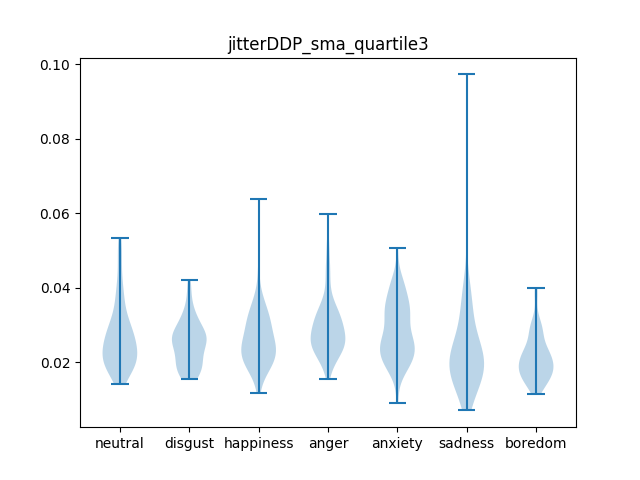 jitterDDP_sma_quartile3
0.10
0.08
0.06
0.04
0.02
neutral disgust happiness anger anxiety sadness boredom